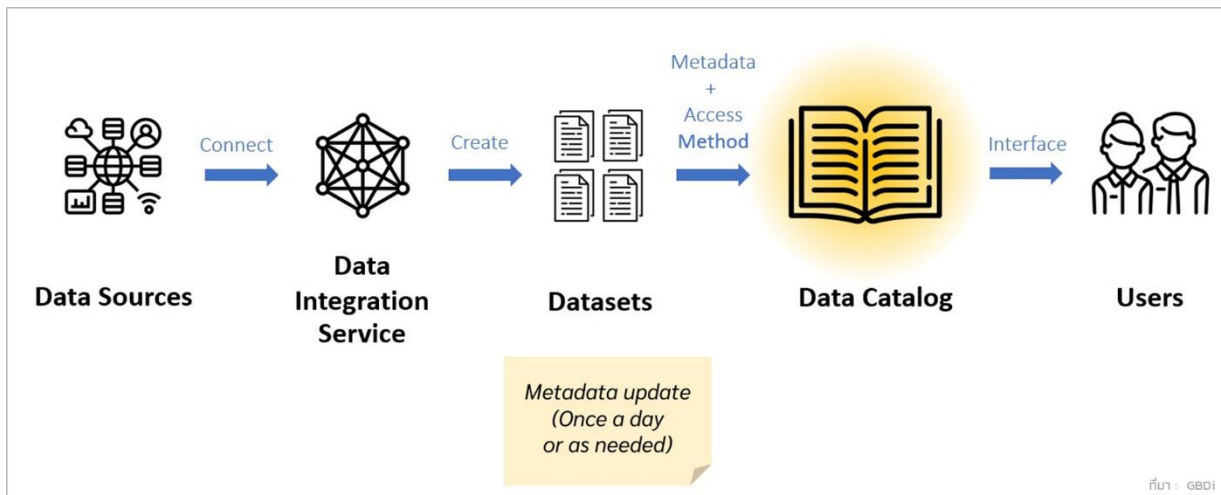 Metadata
+
Access
Method
Connect
Create
Interface
Data Sources
Data
Integration
Service
Datasets
Data Catalog
Users
Metadata update
(Once a day
or as needed)
ที่มา : GBDi